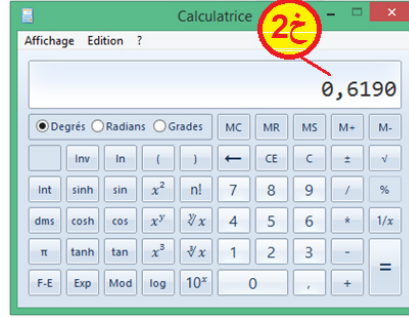 Calculatrice
خ2
Affichage Edition ?
0,6190
Degrés Radians Grades MC MR MS M+ M-
Inv ln ( ) ← CE C ± √
Int sinh sin x² n! 7 8 9 / %
dms cosh cos xʸ ʸ√x 4 5 6 * 1/x
π tanh tan x³ ³√x 1 2 3 - =
F-E Exp Mod log 10ˣ 0 , +